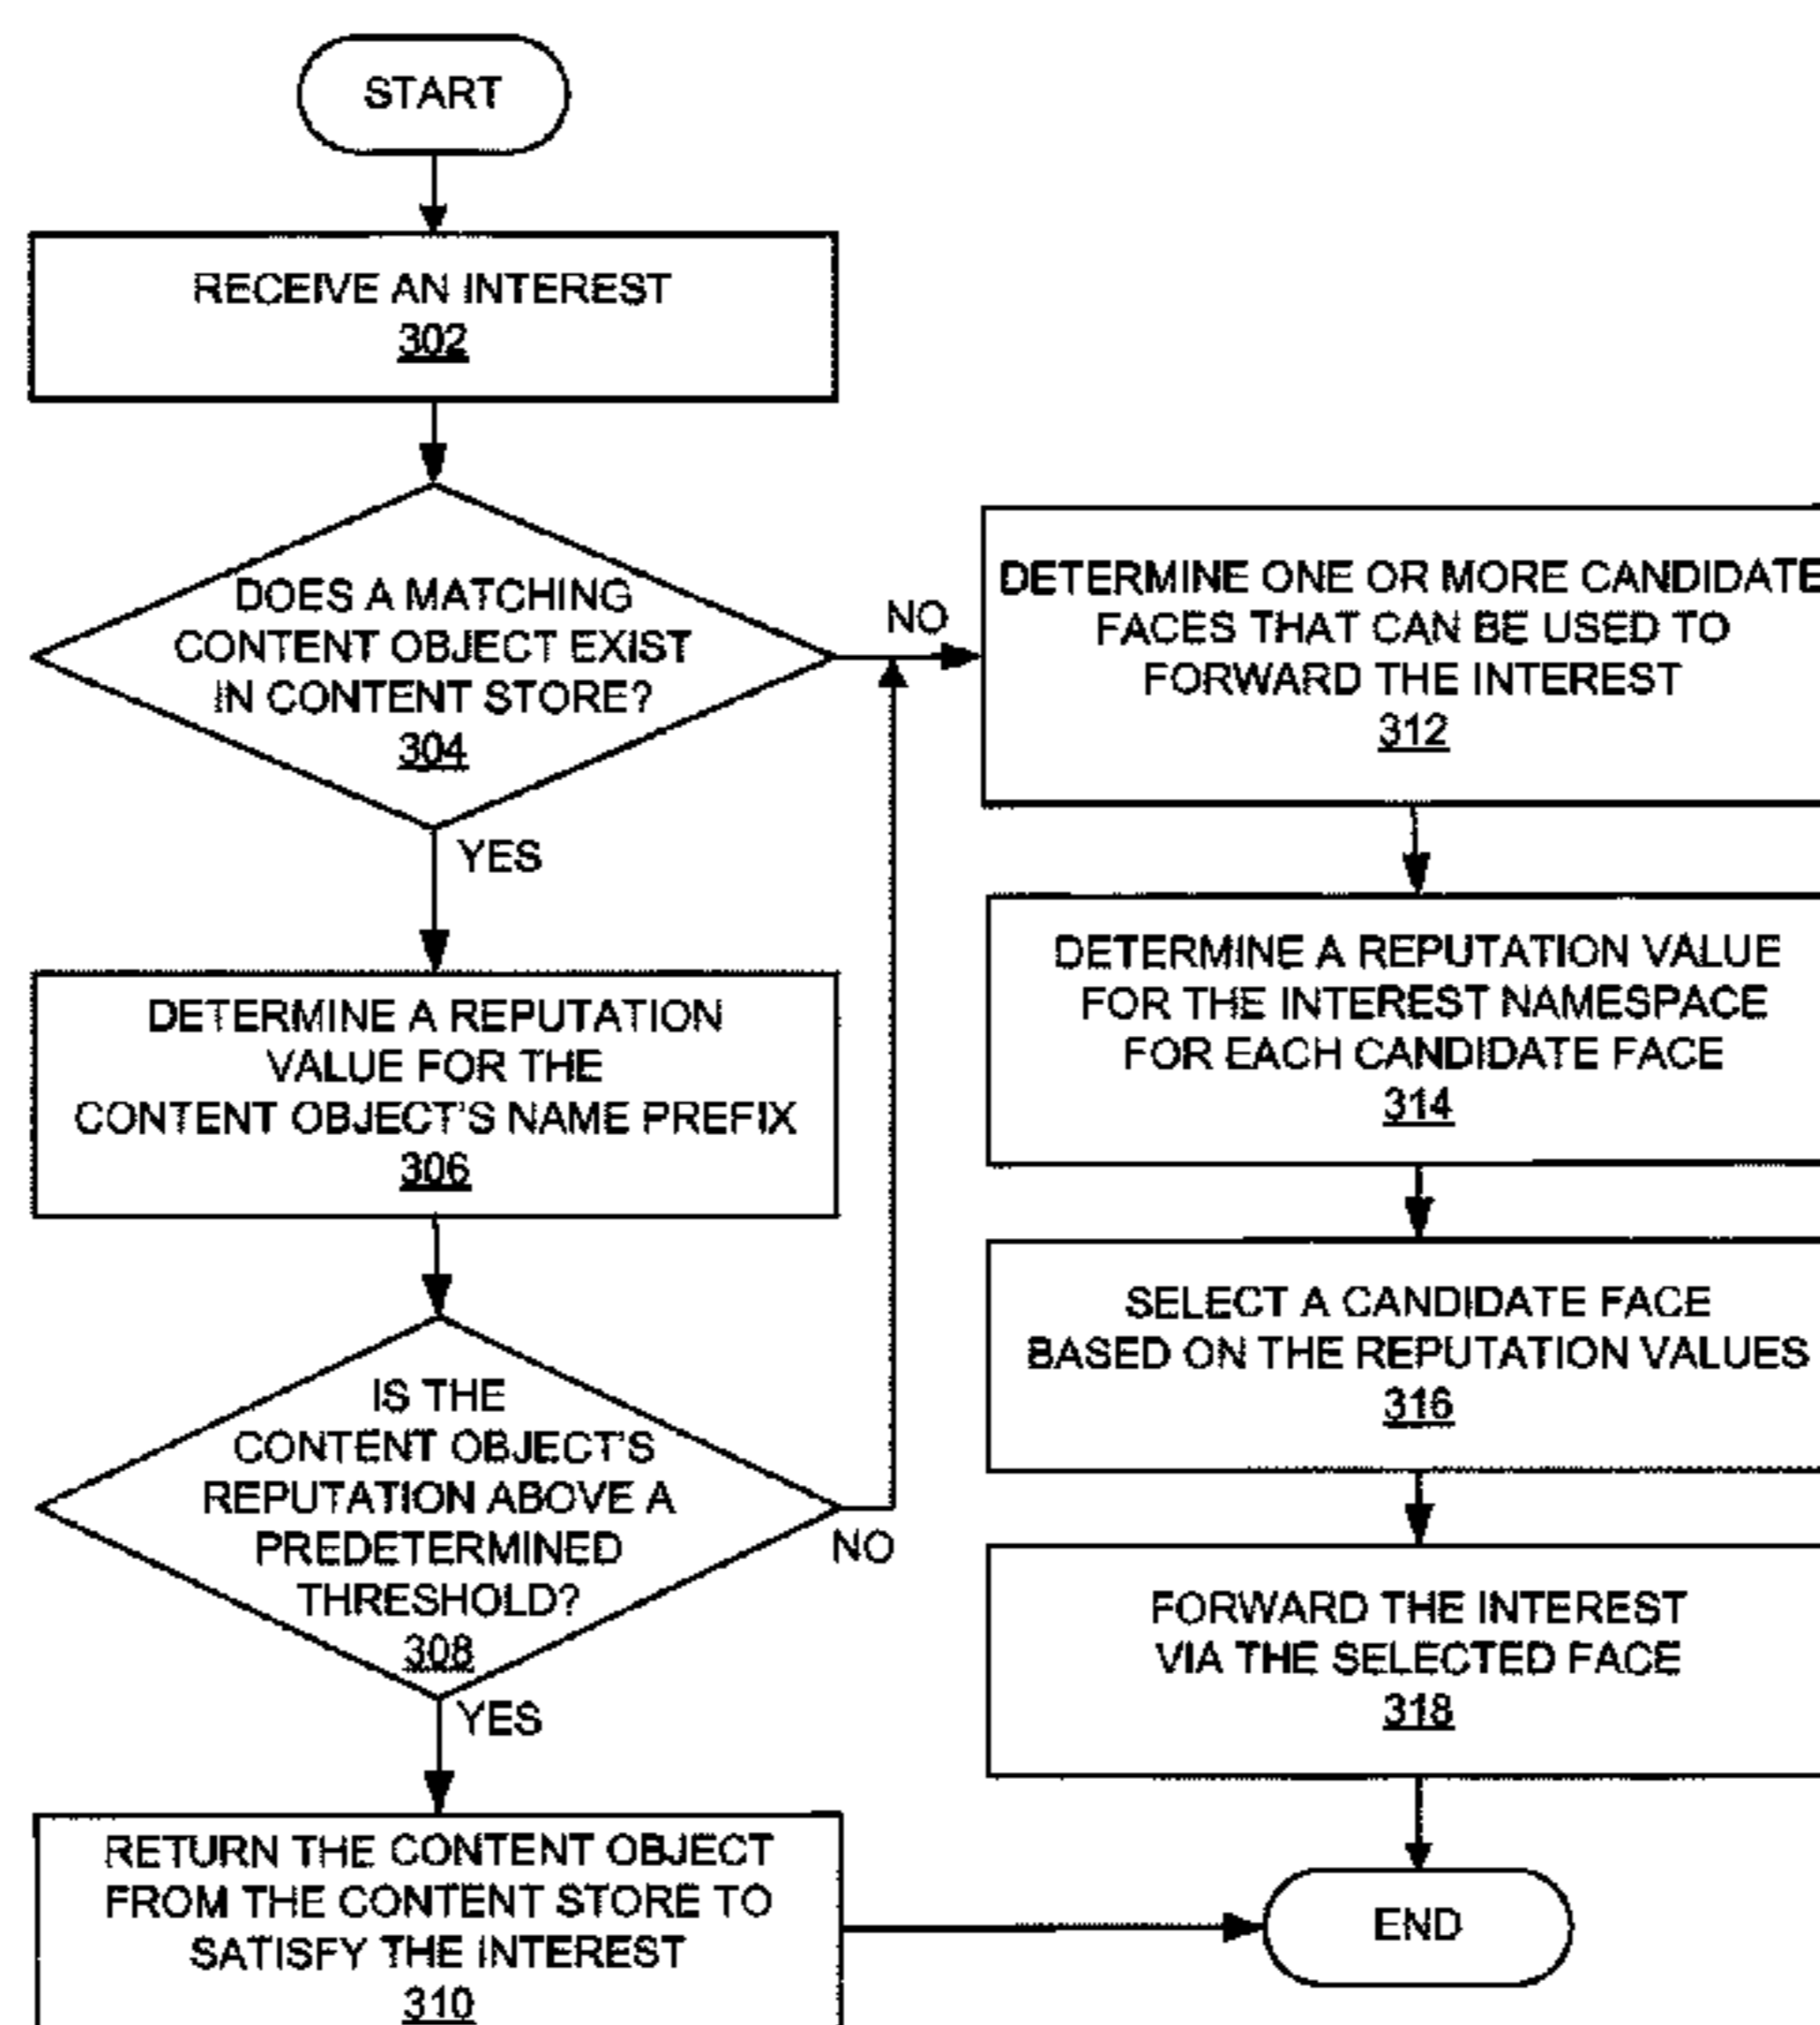 START
RECEIVE AN INTEREST
302
DOES A MATCHING
CONTENT OBJECT EXIST
IN CONTENT STORE?
304
YES
NO
DETERMINE A REPUTATION
VALUE FOR THE
CONTENT OBJECT'S NAME PREFIX
306
IS THE
CONTENT OBJECT'S
REPUTATION ABOVE A
PREDETERMINED
THRESHOLD?
308
NO
YES
RETURN THE CONTENT OBJECT
FROM THE CONTENT STORE TO
SATISFY THE INTEREST
310
DETERMINE ONE OR MORE CANDIDATE
FACES THAT CAN BE USED TO
FORWARD THE INTEREST
312
DETERMINE A REPUTATION VALUE
FOR THE INTEREST NAMESPACE
FOR EACH CANDIDATE FACE
314
SELECT A CANDIDATE FACE
BASED ON THE REPUTATION VALUES
316
FORWARD THE INTEREST
VIA THE SELECTED FACE
318
END